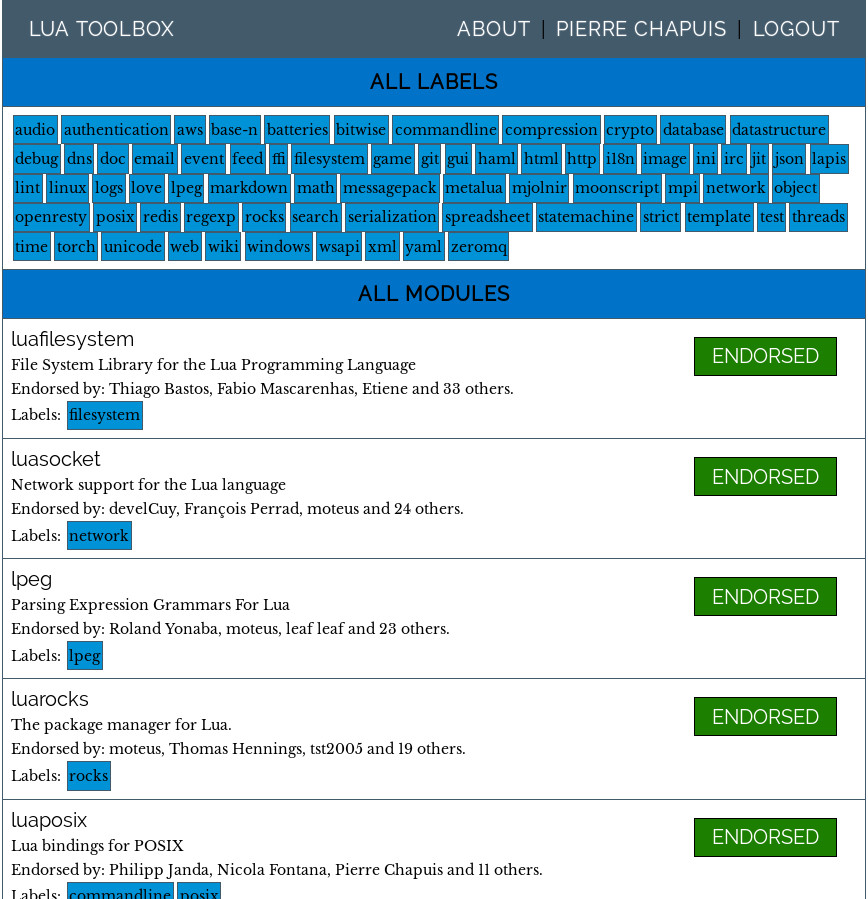 LUA TOOLBOX ABOUT | PIERRE CHAPUIS | LOGOUT
ALL LABELS
audio authentication aws base-n batteries bitwise commandline compression crypto database datastructure
debug dns doc email event feed ffi filesystem game git gui haml html http i18n image ini irc jit json lapis
lint linux logs love lpeg markdown math messagepack metalua mjolnir moonscript mpi network object
openresty posix redis regexp rocks search serialization spreadsheet statemachine strict template test threads
time torch unicode web wiki windows wsapi xml yaml zeromq
ALL MODULES
luafilesystem
ENDORSED
File System Library for the Lua Programming Language
Endorsed by: Thiago Bastos, Fabio Mascarenhas, Etiene and 33 others.
Labels: filesystem
luasocket
ENDORSED
Network support for the Lua language
Endorsed by: develCuy, François Perrad, moteus and 24 others.
Labels: network
lpeg
ENDORSED
Parsing Expression Grammars For Lua
Endorsed by: Roland Yonaba, moteus, leaf leaf and 23 others.
Labels: lpeg
luarocks
ENDORSED
The package manager for Lua.
Endorsed by: moteus, Thomas Hennings, tst2005 and 19 others.
Labels: rocks
luaposix
ENDORSED
Lua bindings for POSIX
Endorsed by: Philipp Janda, Nicola Fontana, Pierre Chapuis and 11 others.
Labels: commandline posix